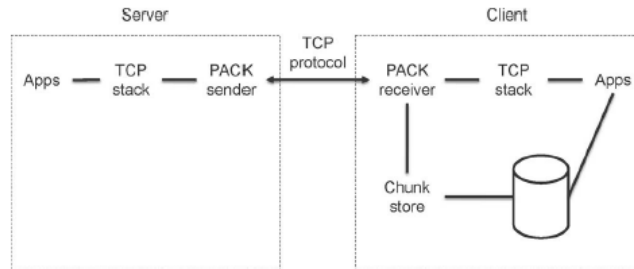 Server
Client
TCP
protocol
Apps
TCP
stack
PACK
sender
PACK
receiver
TCP
stack
Apps
Chunk
store